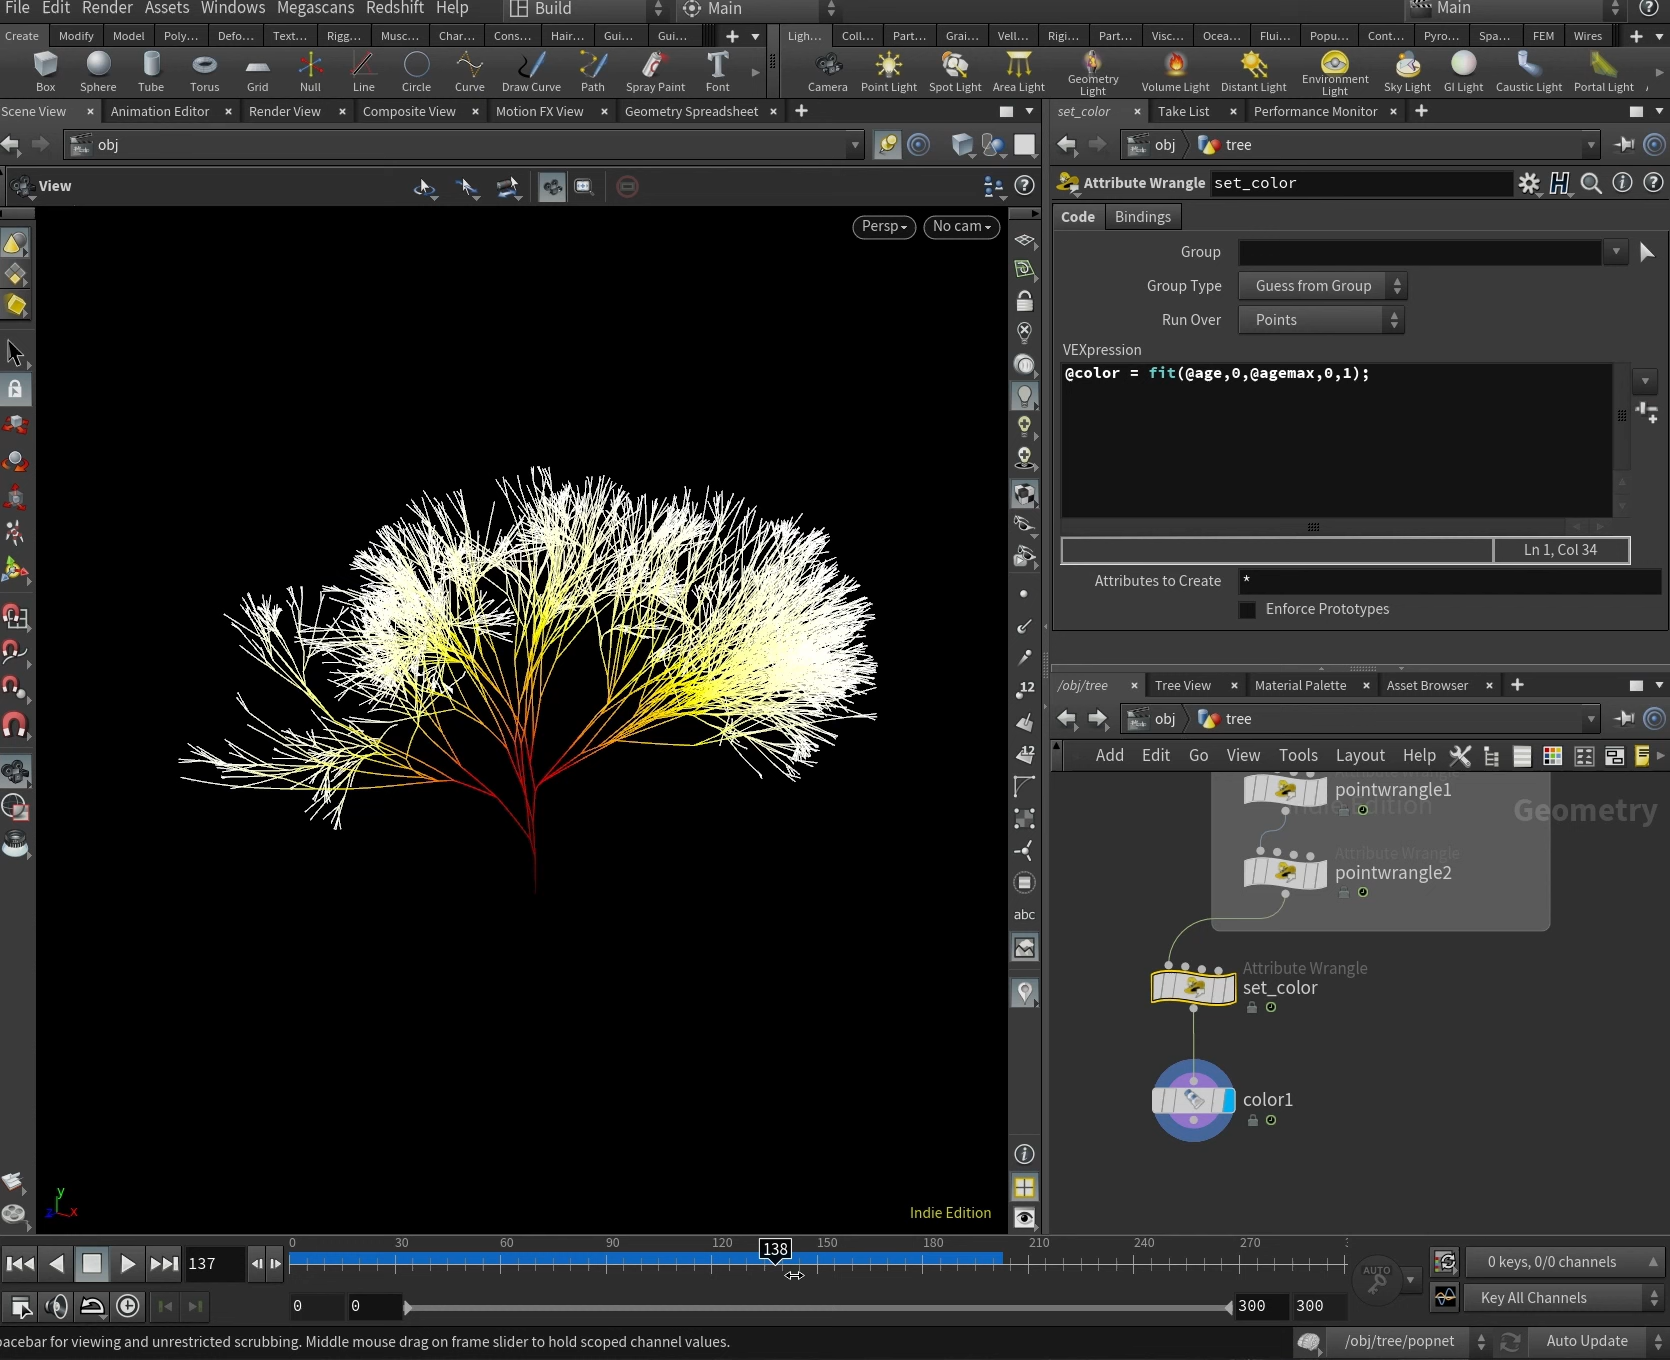 File Edit Render Assets Windows Megascans Redshift Help Build Main Main
Create Modify Model Poly... Defo... Text... Rigg... Musc... Char... Cons... Hair... Gui... Gui... Ligh... Coll... Part... Grai... Vell... Rigi... Part... Visc... Ocea... Flui... Popu... Cont... Pyro... Spa... FEM Wires
Box Sphere Tube Torus Grid Null Line Circle Curve Draw Curve Path Spray Paint Font Camera Point Light Spot Light Area Light Geometry Light Volume Light Distant Light Environment Light Sky Light GI Light Caustic Light Portal Light
Scene View Animation Editor Render View Composite View Motion FX View Geometry Spreadsheet
set_color Take List Performance Monitor
obj
obj tree
View
Attribute Wrangle set_color
Persp No cam
Code Bindings
Group
Group Type Guess from Group
Run Over Points
VEXpression
@color = fit(@age,0,@agemax,0,1);
Ln 1, Col 34
Attributes to Create *
Enforce Prototypes
12
12
abc
/obj/tree Tree View Material Palette Asset Browser
obj tree
Add Edit Go View Tools Layout Help
Attribute Wrangle
pointwrangle1
Indie Edition
Geometry
Attribute Wrangle
pointwrangle2
Attribute Wrangle
set_color
color1
y
z x
Indie Edition
137
0 30 60 90 120 150 180 210 240 270
138
AUTO
0 keys, 0/0 channels
0 0 300 300
Key All Channels
pacebar for viewing and unrestricted scrubbing. Middle mouse drag on frame slider to hold scoped channel values.
/obj/tree/popnet Auto Update